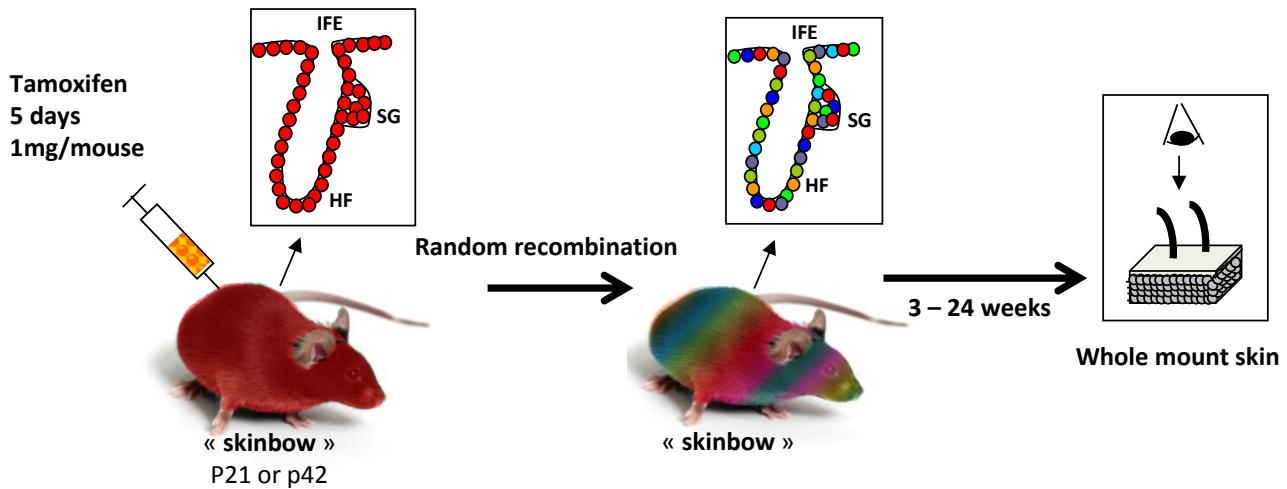 Tamoxifen
5 days
1mg/mouse
IFE
SG
HF
Random recombination
IFE
SG
HF
3 – 24 weeks
Whole mount skin
« skinbow »
P21 or p42
« skinbow »